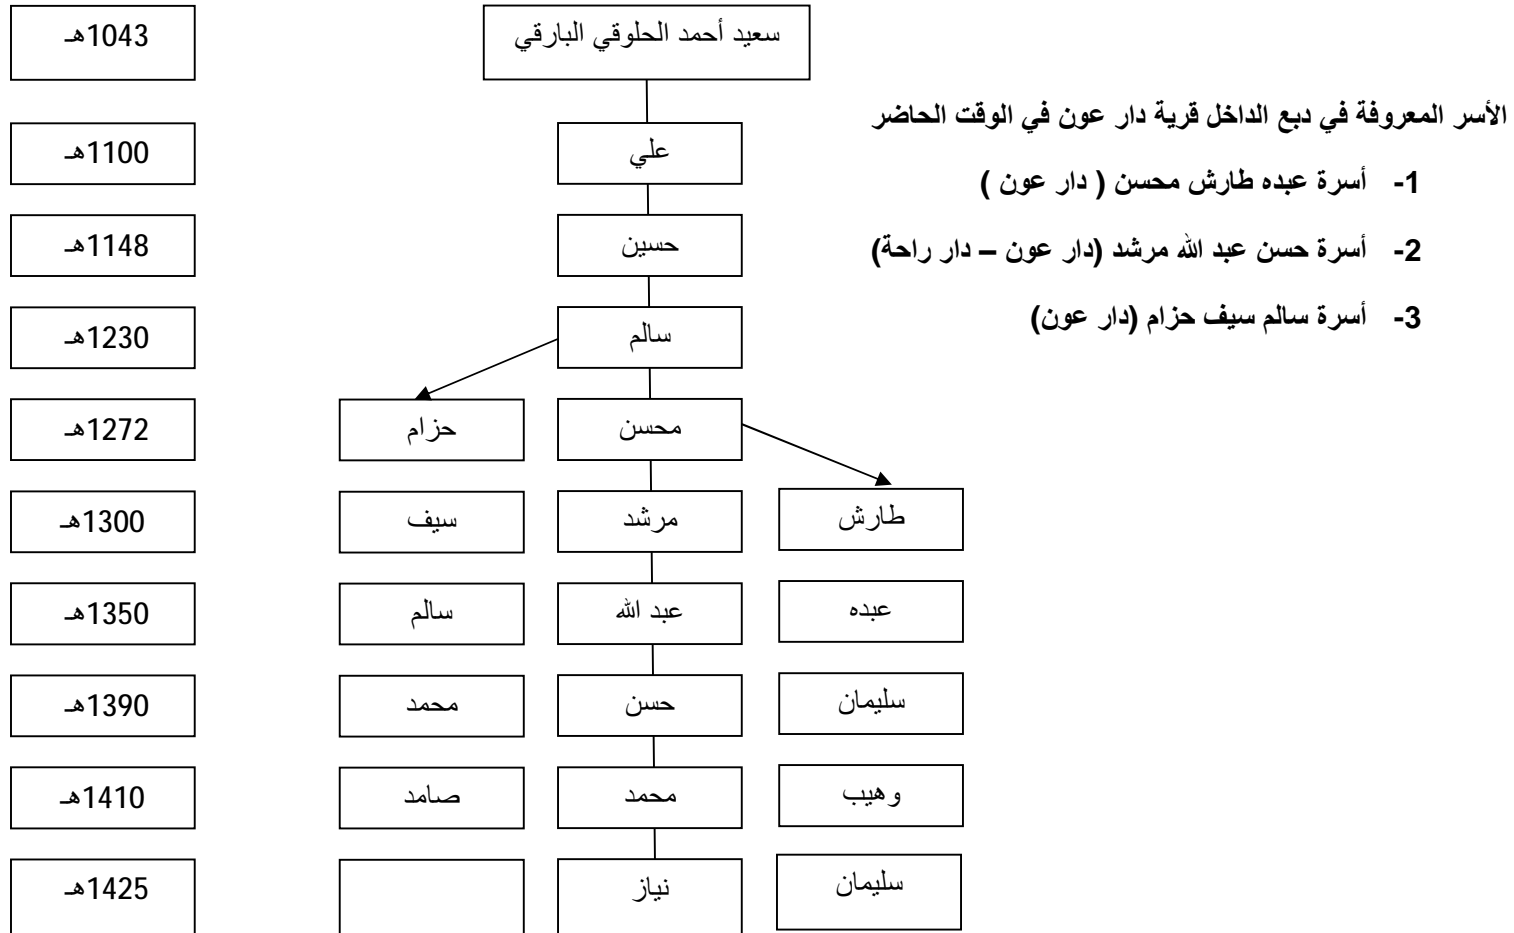 سعيد أحمد الحلوقي البارقي
1043هـ
الأسر المعروفة في دبع الداخل قرية دار عون في الوقت الحاضر
علي
1100هـ
1- أسرة عبده طارش محسن ( دار عون )
حسين
1148هـ
2- أسرة حسن عبد الله مرشد (دار عون – دار راحة)
سالم
1230هـ
3- أسرة سالم سيف حزام (دار عون)
محسن
حزام
1272هـ
طارش
مرشد
سيف
1300هـ
عبده
عبد الله
سالم
1350هـ
سليمان
حسن
محمد
1390هـ
وهيب
محمد
صامد
1410هـ
سليمان
نياز
1425هـ